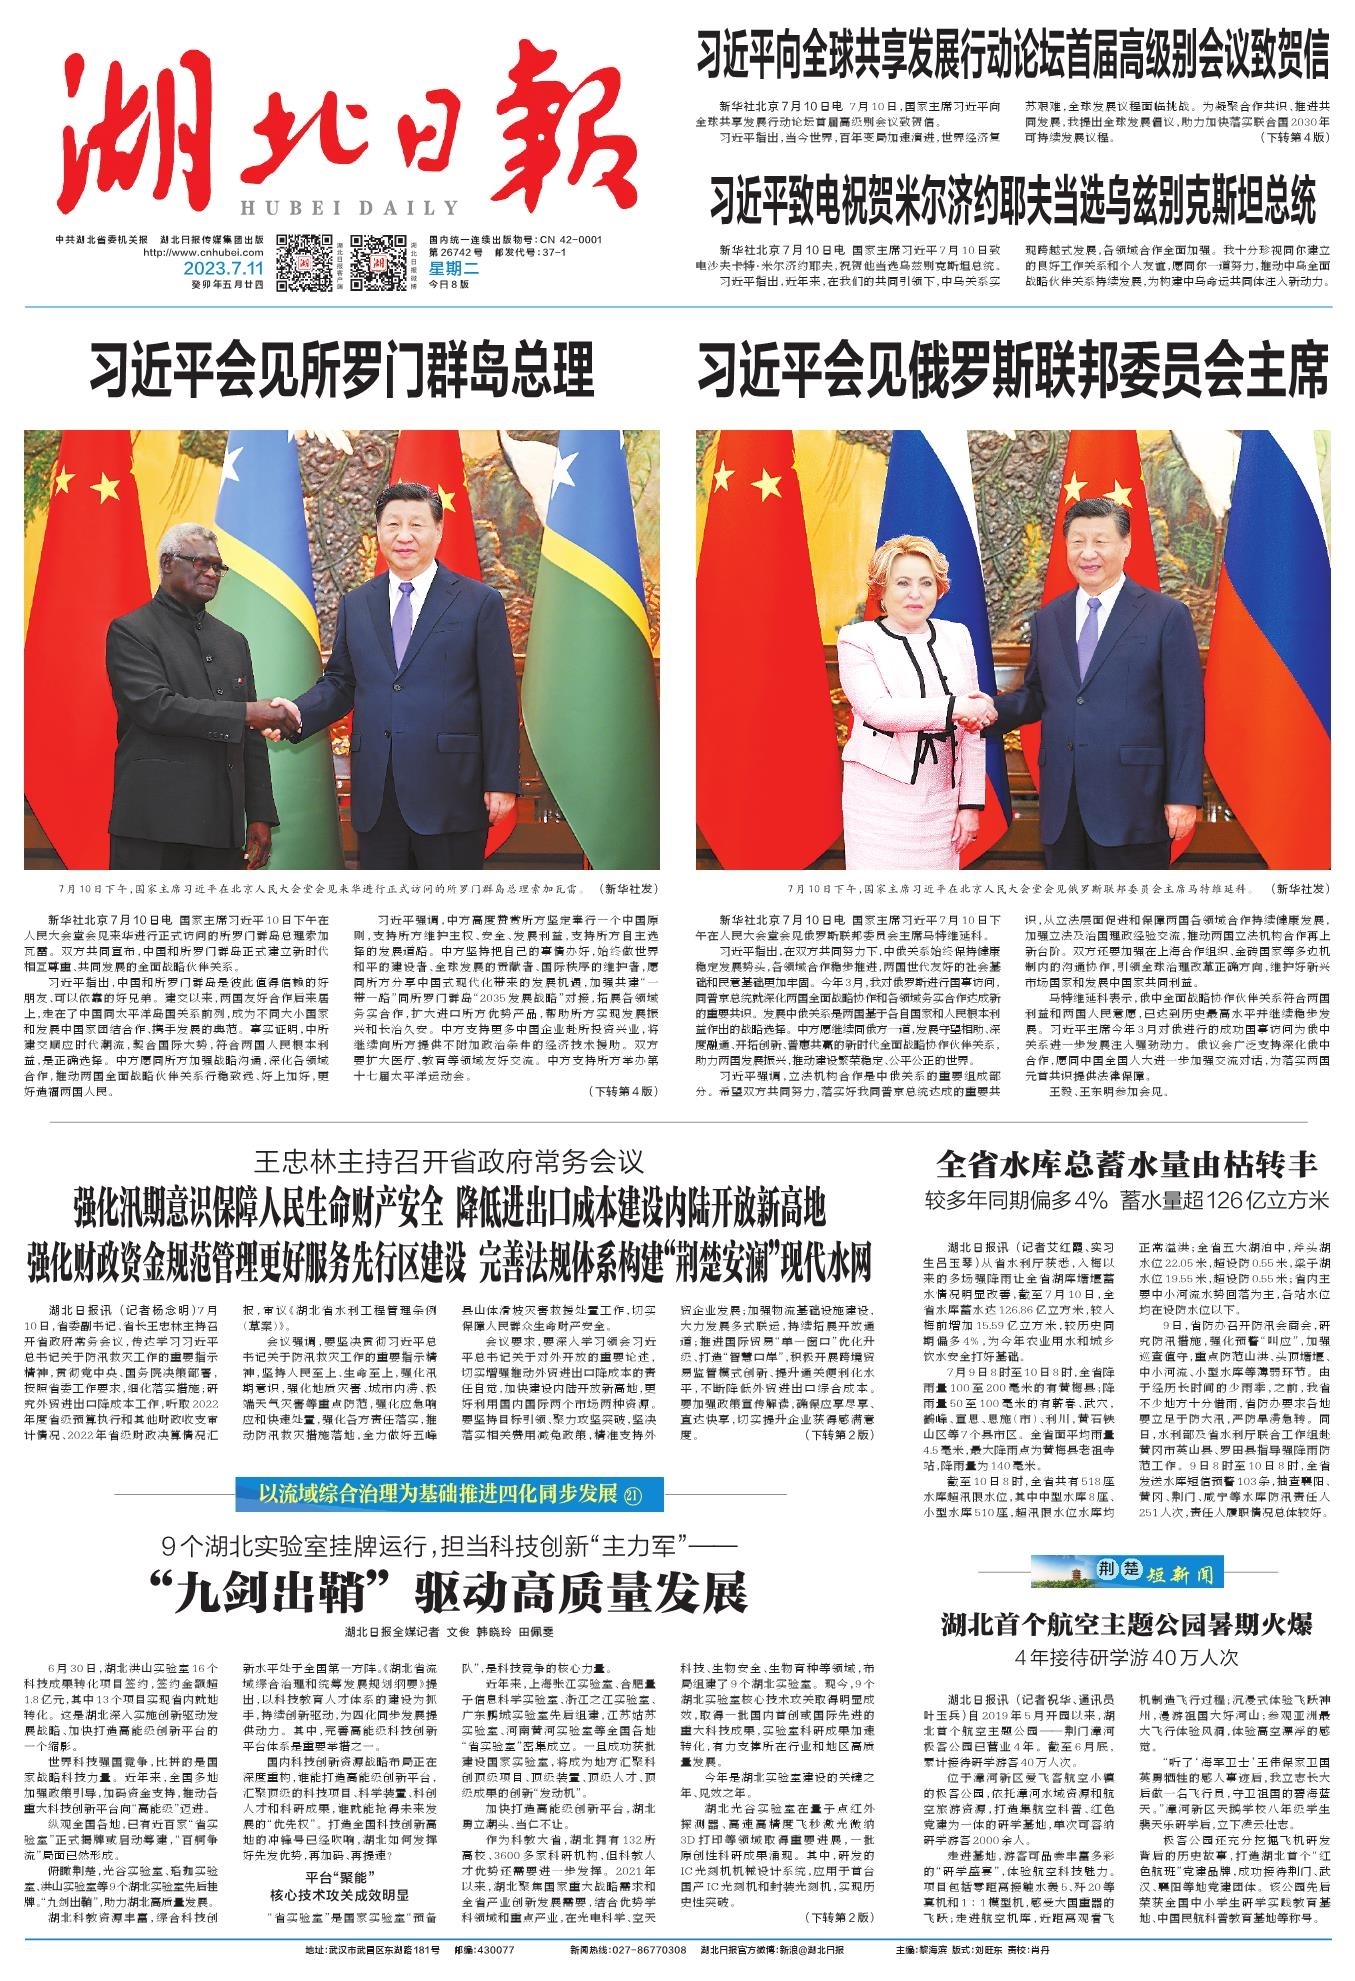 湖北日报
HUBEI DAILY
中共湖北省委机关报 湖北日报传媒集团出版
http://www.cnhubei.com
2023.7.11
癸卯年五月廿四
湖北日报客户端
湖北日报微博
国内统一连续出版物号:CN 42-0001
第26742号 邮发代号:37-1
星期二
今日8版
习近平向全球共享发展行动论坛首届高级别会议致贺信
新华社北京7月10日电 7月10日,国家主席习近平向
全球共享发展行动论坛首届高级别会议致贺信。
习近平指出,当今世界,百年变局加速演进,世界经济复
苏艰难,全球发展议程面临挑战。为凝聚合作共识、推进共
同发展,我提出全球发展倡议,助力加快落实联合国2030年
可持续发展议程。 (下转第4版)
习近平致电祝贺米尔济约耶夫当选乌兹别克斯坦总统
新华社北京7月10日电 国家主席习近平7月10日致
电沙夫卡特·米尔济约耶夫,祝贺他当选乌兹别克斯坦总统。
习近平指出,近年来,在我们的共同引领下,中乌关系实
现跨越式发展,各领域合作全面加强。我十分珍视同你建立
的良好工作关系和个人友谊,愿同你一道努力,推动中乌全面
战略伙伴关系持续发展,为构建中乌命运共同体注入新动力。
习近平会见所罗门群岛总理
7月10日下午,国家主席习近平在北京人民大会堂会见来华进行正式访问的所罗门群岛总理索加瓦雷。 (新华社发)
新华社北京7月10日电 国家主席习近平10日下午在
人民大会堂会见来华进行正式访问的所罗门群岛总理索加
瓦雷。双方共同宣布,中国和所罗门群岛正式建立新时代
相互尊重、共同发展的全面战略伙伴关系。
习近平指出,中国和所罗门群岛是彼此值得信赖的好
朋友、可以依靠的好兄弟。建交以来,两国友好合作后来居
上,走在了中国同太平洋岛国关系前列,成为不同大小国家
和发展中国家团结合作、携手发展的典范。事实证明,中所
建交顺应时代潮流,契合国际大势,符合两国人民根本利
益,是正确选择。中方愿同所方加强战略沟通,深化各领域
合作,推动两国全面战略伙伴关系行稳致远、好上加好,更
好造福两国人民。
习近平强调,中方高度赞赏所方坚定奉行一个中国原
则,支持所方维护主权、安全、发展利益,支持所方自主选
择的发展道路。中方坚持把自己的事情办好,始终做世界
和平的建设者、全球发展的贡献者、国际秩序的维护者,愿
同所方分享中国式现代化带来的发展机遇,加强共建“一
带一路”同所罗门群岛“2035发展战略”对接,拓展各领域
务实合作,扩大进口所方优势产品,帮助所方实现发展振
兴和长治久安。中方支持更多中国企业赴所投资兴业,将
继续向所方提供不附加政治条件的经济技术援助。双方
要扩大医疗、教育等领域友好交流。中方支持所方学办第
十七届太平洋运动会。
(下转第4版)
习近平会见俄罗斯联邦委员会主席
7月10日下午,国家主席习近平在北京人民大会堂会见俄罗斯联邦委员会主席马特维延科。 (新华社发)
新华社北京7月10日电 国家主席习近平7月10日下
午在人民大会堂会见俄罗斯联邦委员会主席马特维延科。
习近平指出,在双方共同努力下,中俄关系始终保持健康
稳定发展势头,各领域合作稳步推进,两国世代友好的社会基
础和民意基础更加牢固。今年3月,我对俄罗斯进行国事访问,
同普京总统就深化两国全面战略协作和各领域务实合作达成新
的重要共识。发展中俄关系是两国基于各自国家和人民根本利
益作出的战略选择。中方愿继续同俄方一道,发展守望相助、深
度融通、开拓创新、普惠共赢的新时代全面战略协作伙伴关系,
助力两国发展振兴,推动建设繁荣稳定、公平公正的世界。
习近平强调,立法机构合作是中俄关系的重要组成部
分。希望双方共同努力,落实好我同普京总统达成的重要共
识,从立法层面促进和保障两国各领域合作持续健康发展,
加强立法及治国理政经验交流,推动两国立法机构合作再上
新台阶。双方还要加强在上海合作组织、金砖国家等多边机
制内的沟通协作,引领全球治理改革正确方向,维护好新兴
市场国家和发展中国家共同利益。
马特维延科表示,俄中全面战略协作伙伴关系符合两国
利益和两国人民意愿,已达到历史最高水平并继续稳步发
展。习近平主席今年3月对俄进行的成功国事访问为俄中
关系进一步发展注入强劲动力。俄议会广泛支持深化俄中
合作,愿同中国全国人大进一步加强交流对话,为落实两国
元首共识提供法律保障。
王毅、王东明参加会见。
王忠林主持召开省政府常务会议
强化汛期意识保障人民生命财产安全 降低进出口成本建设内陆开放新高地
强化财政资金规范管理更好服务先行区建设 完善法规体系构建“荆楚安澜”现代水网
湖北日报讯 (记者杨念明)7月
10日,省委副书记、省长王忠林主持召
开省政府常务会议,传达学习习近平
总书记关于防汛救灾工作的重要指示
精神,贯彻党中央、国务院决策部署,
按照省委工作要求,细化落实措施;研
究外贸进出口降成本工作,听取2022
年度省级预算执行和其他财政收支审
计情况、2022年省级财政决算情况汇
报,审议《湖北省水利工程管理条例
(草案)》。
会议强调,要坚决贯彻习近平总
书记关于防汛救灾工作的重要指示精
神,坚持人民至上、生命至上,强化汛
期意识,强化地质灾害、城市内涝、极
端天气灾害等重点防范,强化应急响
应和快速处置,强化各方责任落实,推
动防汛救灾措施落地,全力做好五峰
县山体滑坡灾害救援处置工作,切实
保障人民群众生命财产安全。
会议要求,要深入学习领会习近
平总书记关于对外开放的重要论述,
切实增强推动外贸进出口降成本的责
任自觉,加快建设内陆开放新高地,更
好利用国内国际两个市场两种资源。
要坚持目标引领、聚力攻坚突破,坚决
落实相关费用减免政策,精准支持外
贸企业发展;加强物流基础设施建设,
大力发展多式联运,持续拓展开放通
道;推进国际贸易“单一窗口”优化升
级、打造“智慧口岸”,积极开展跨境贸
易监管模式创新、提升通关便利化水
平,不断降低外贸进出口综合成本。
要加强政策宣传解读,确保应享尽享、
直达快享,切实提升企业获得感满意
度。 (下转第2版)
全省水库总蓄水量由枯转丰
较多年同期偏多4% 蓄水量超126亿立方米
湖北日报讯 (记者艾红霞、实习
生吕玉琴)从省水利厅获悉,入梅以
来的多场强降雨让全省湖库塘堰蓄
水情况明显改善,截至7月10日,全
省水库蓄水达126.86亿立方米,较入
梅前增加15.59亿立方米,较历史同
期偏多4%,为今年农业用水和城乡
饮水安全打好基础。
7月9日8时至10日8时,全省降
雨量100至200毫米的有黄梅县;降
雨量50至100毫米的有蕲春、武穴、
鹤峰、宣恩、恩施(市)、利川、黄石铁
山区等7个县市区。全省面平均雨量
4.5毫米,最大降雨点为黄梅县老祖寺
站,降雨量为140毫米。
截至10日8时,全省共有518座
水库超汛限水位,其中中型水库8座、
小型水库510座,超汛限水位水库均
正常溢洪;全省五大湖泊中,斧头湖
水位22.05米,超设防0.55米,梁子湖
水位19.55米,超设防0.55米;省内主
要中小河流水势回落为主,各站水位
均在设防水位以下。
9日,省防办召开防汛会商会,研
究防汛措施,强化预警“叫应”,加强
巡查值守,重点防范山洪、头顶塘堰、
中小河流、小型水库等薄弱环节。由
于经历长时间的少雨季,之前,我省
不少地方十分惜雨,省防办要求各地
要立足于防大汛,严防旱涝急转。同
日,水利部及省水利厅联合工作组赴
黄冈市英山县、罗田县指导强降雨防
范工作。9日8时至10日8时,全省
发送水库短信预警103条,抽查襄阳、
黄冈、荆门、咸宁等水库防汛责任人
251人次,责任人履职情况总体较好。
以流域综合治理为基础推进四化同步发展㉑
9个湖北实验室挂牌运行,担当科技创新“主力军”——
“九剑出鞘”驱动高质量发展
湖北日报全媒记者 文俊 韩晓玲 田佩雯
6月30日,湖北洪山实验室16个
科技成果转化项目签约,签约金额超
1.8亿元,其中13个项目实现省内就地
转化。这是湖北深入实施创新驱动发
展战略、加快打造高能级创新平台的
一个缩影。
世界科技强国竞争,比拼的是国
家战略科技力量。近年来,全国多地
加强政策引导,加码资金支持,推动各
重大科技创新平台向“高能级”迈进。
纵观全国各地,已有近百家“省实
验室”正式揭牌或启动筹建,“百舸争
流”局面已然形成。
俯瞰荆楚,光谷实验室、珞珈实验
室、洪山实验室等9个湖北实验室先后挂
牌。“九剑出鞘”,助力湖北高质量发展。
湖北科教资源丰富,综合科技创
新水平处于全国第一方阵。《湖北省流
域综合治理和统筹发展规划纲要》提
出,以科技教育人才体系的建设为抓
手,持续创新驱动,为四化同步发展提
供动力。其中,完善高能级科技创新
平台体系是重要举措之一。
国内科技创新资源战略布局正在
深度重构,谁能打造高能级创新平台,
汇聚顶级的科技项目、科学装置、科创
人才和科研成果,谁就能抢得未来发
展的“优先权”。打造全国科技创新高
地的冲锋号已经吹响,湖北如何发挥
好先发优势,再加码、再提速?
平台“聚能”
核心技术攻关成效明显
“省实验室”是国家实验室“预备
队”,是科技竞争的核心力量。
近年来,上海张江实验室、合肥量
子信息科学实验室、浙江之江实验室、
广东鹏城实验室先后组建,江苏姑苏
实验室、河南黄河实验室等全国各地
“省实验室”密集成立。一旦成功获批
建设国家实验室,将成为地方汇聚科
创顶级项目、顶级装置、顶级人才、顶
级成果的创新“发动机”。
加快打造高能级创新平台,湖北
勇立潮头、当仁不让。
作为科教大省,湖北拥有132所
高校、3600多家科研机构,但科教人
才优势还需要进一步发挥。2021年
以来,湖北聚焦国家重大战略需求和
全省产业创新发展需要,结合优势学
科领域和重点产业,在光电科学、空天
科技、生物安全、生物育种等领域,布
局组建了9个湖北实验室。现今,9个
湖北实验室核心技术攻关取得明显成
效,取得一批国内首创或国际先进的
重大科技成果,实验室科研成果加速
转化,有力支撑所在行业和地区高质
量发展。
今年是湖北实验室建设的关键之
年、见效之年。
湖北光谷实验室在量子点红外
探测器、高速高精度飞秒激光微纳
3D打印等领域取得重要进展,一批
原创性科研成果涌现。其中,研发的
IC光刻机机械设计系统,应用于首台
国产IC光刻机和封装光刻机,实现历
史性突破。
(下转第2版)
荆楚短新闻
湖北首个航空主题公园暑期火爆
4年接待研学游40万人次
湖北日报讯 (记者祝华、通讯员
叶玉兵)自2019年5月开园以来,湖
北首个航空主题公园——荆门漳河
极客公园已营业4年。截至6月底,
累计接待研学游客40万人次。
位于漳河新区爱飞客航空小镇
的极客公园,依托漳河水域资源和航
空旅游资源,打造集航空科普、红色
党建为一体的研学基地,单次可容纳
研学游客2000余人。
走进基地,游客可品尝丰富多彩
的“研学盛宴”,体验航空科技魅力。
项目包括零距离接触水轰5、歼20等
真机和1:1模型机,感受大国重器的
飞跃;走进航空机库,近距离观看飞
机制造飞行过程;沉浸式体验飞跃神
州,漫游祖国大好河山;参观亚洲最
大飞行体验风洞,体验高空漂浮的感
觉。
“听了‘海军卫士’王伟保家卫国
英勇牺牲的感人事迹后,我立志长大
后做一名飞行员,守卫祖国的碧海蓝
天。”漳河新区天鹅学校八年级学生
裴天乐研学后,立下凌云壮志。
极客公园还充分挖掘飞机研发
背后的历史故事,打造湖北首个“红
色航班”党建品牌,成功接待荆门、武
汉、襄阳等地党建团体。该公园先后
荣获全国中小学生研学实践教育基
地、中国民航科普教育基地等称号。
地址:武汉市武昌区东湖路181号 邮编:430077 新闻热线:027-86770308 湖北日报官方微博:新浪@湖北日报 主编:黎海滨 版式:刘旺东 责校:肖丹